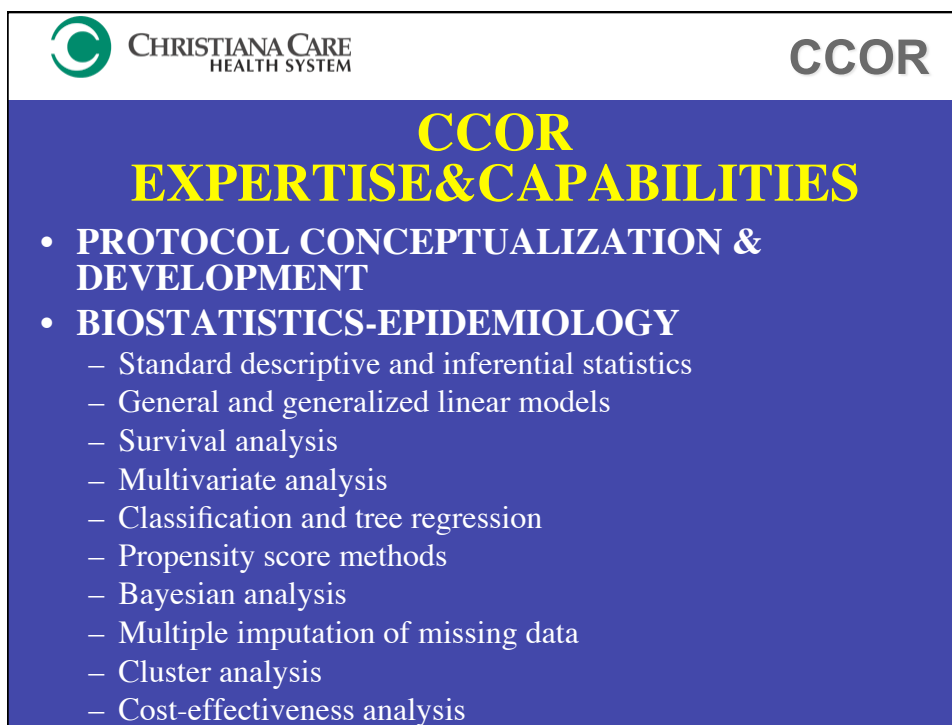 CHRISTIANA CARE
HEALTH SYSTEM
CCOR
CCOR
EXPERTISE&CAPABILITIES
• PROTOCOL CONCEPTUALIZATION &
DEVELOPMENT
• BIOSTATISTICS-EPIDEMIOLOGY
– Standard descriptive and inferential statistics
– General and generalized linear models
– Survival analysis
– Multivariate analysis
– Classification and tree regression
– Propensity score methods
– Bayesian analysis
– Multiple imputation of missing data
– Cluster analysis
– Cost-effectiveness analysis